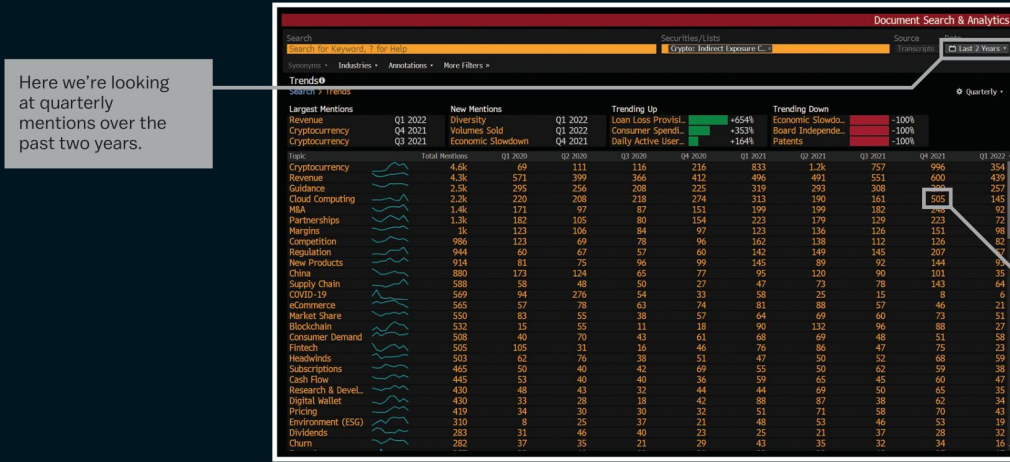 Document Search & Analytics
Search Securities/Lists Source Date
Search for Keyword, ? for Help Crypto: Indirect Exposure C.. Transcripts Last 2 Years
Synonyms Industries Annotations More Filters »
Here we're looking
at quarterly
mentions over the
past two years.
Trends
Search > Trends Quarterly
Largest Mentions New Mentions Trending Up Trending Down
Revenue Q1 2022 Diversity Q1 2022 Loan Loss Provisi.. +654% Economic Slowdo.. -100%
Cryptocurrency Q4 2021 Volumes Sold Q1 2022 Consumer Spendi.. +353% Board Independe.. -100%
Cryptocurrency Q3 2021 Economic Slowdown Q4 2021 Daily Active User.. +164% Patents -100%
Topic Total Mentions Q1 2020 Q2 2020 Q3 2020 Q4 2020 Q1 2021 Q2 2021 Q3 2021 Q4 2021 Q1 2022
Cryptocurrency 4.6k 69 111 116 216 833 1.2k 757 996 354
Revenue 4.3k 571 399 366 412 496 491 551 600 439
Guidance 2.5k 295 256 208 225 319 293 308 257
Cloud Computing 2.2k 220 208 218 274 313 190 161 505 145
M&A 1.4k 171 97 87 151 199 199 182 248 92
Partnerships 1.3k 182 105 80 154 223 179 129 223 72
Margins 1k 123 106 84 97 123 136 126 151 98
Competition 986 123 69 78 96 162 138 112 126 82
Regulation 944 60 67 57 60 142 149 145 207
New Products 914 81 75 96 99 145 89 92 144 93
China 880 173 124 65 77 95 120 90 101 35
Supply Chain 588 58 48 50 27 47 73 78 143 64
COVID-19 569 94 276 54 33 58 25 15 8 6
eCommerce 565 57 78 63 74 81 88 57 46 21
Market Share 550 83 55 38 57 64 69 60 73 51
Blockchain 532 15 55 11 18 90 132 96 88 27
Consumer Demand 508 40 70 43 61 68 69 48 51 58
Fintech 505 105 31 16 46 76 86 47 75 23
Headwinds 503 62 76 38 51 47 50 52 68 59
Subscriptions 465 50 40 42 69 55 50 62 59 38
Cash Flow 445 53 40 40 36 59 65 45 60 47
Research & Devel.. 430 48 43 32 44 44 69 50 65 35
Digital Wallet 430 33 28 18 42 88 87 38 62 34
Pricing 419 34 30 30 32 51 71 58 70 43
Environment (ESG) 310 8 25 37 21 48 53 46 53 19
Dividends 283 31 46 40 23 25 21 37 28 32
Churn 282 37 35 21 29 43 35 32 34 16